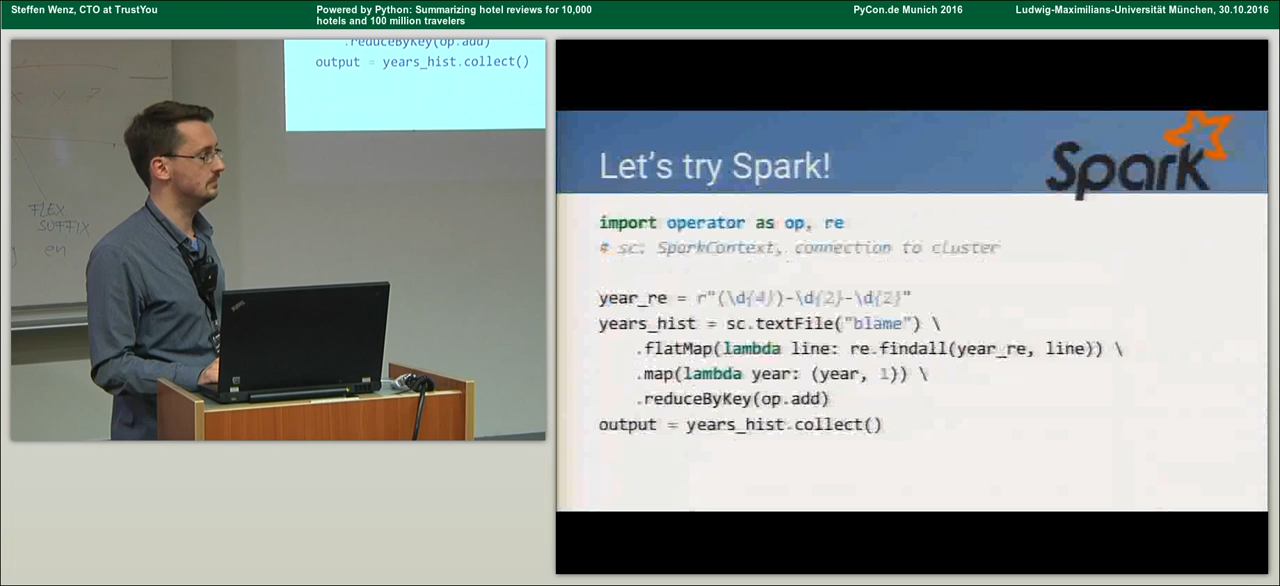 Steffen Wenz, CTO at TrustYou
Powered by Python: Summarizing hotel reviews for 10,000
hotels and 100 million travelers
PyCon.de Munich 2016
Ludwig-Maximilians-Universität München, 30.10.2016
.reduceByKey(op.add)
output = years_hist.collect()
FLEX
SUFFIX
en
Let's try Spark!
Spark
import operator as op, re
# sc: SparkContext, connection to cluster
year_re = r"(\d{4})-\d{2}-\d{2}"
years_hist = sc.textFile("blame") \
.flatMap(lambda line: re.findall(year_re, line)) \
.map(lambda year: (year, 1)) \
.reduceByKey(op.add)
output = years_hist.collect()